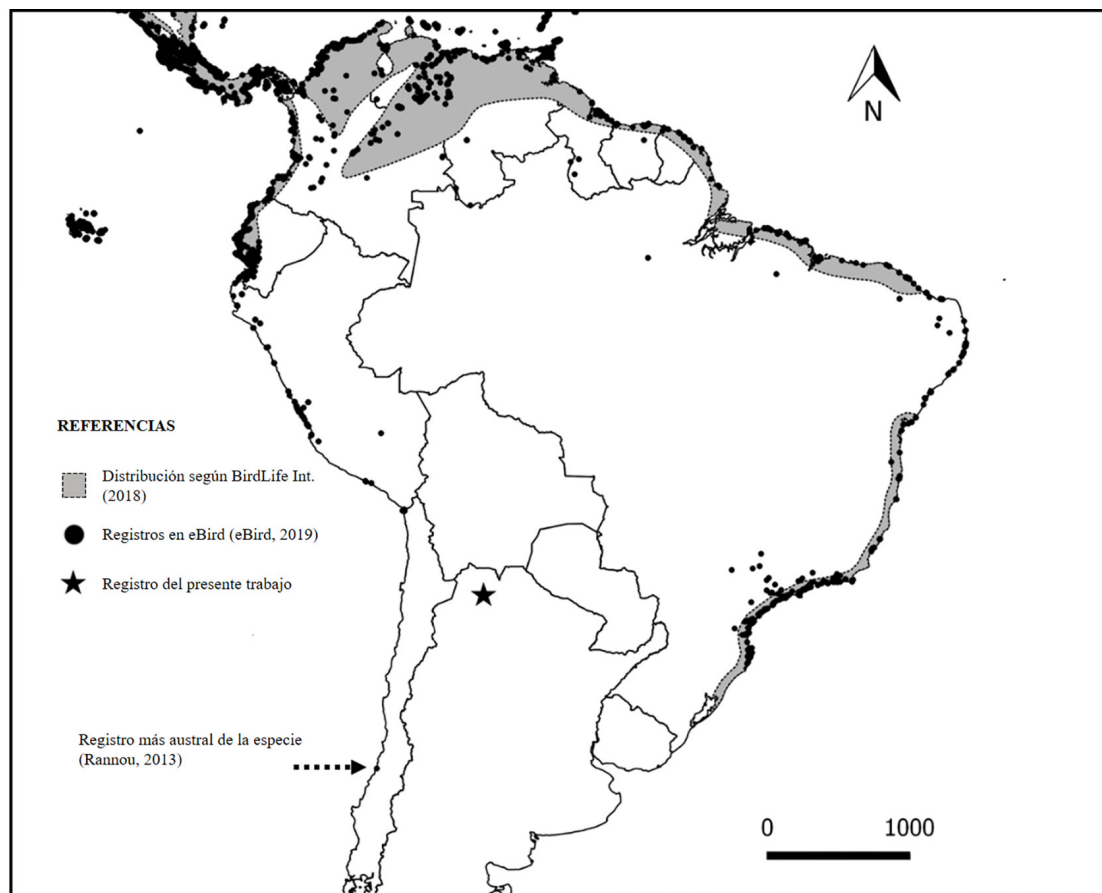 N
REFERENCIAS
Distribución según BirdLife Int.
(2018)
Registros en eBird (eBird, 2019)
Registro del presente trabajo
Registro más austral de la especie
(Rannou, 2013)
0 1000